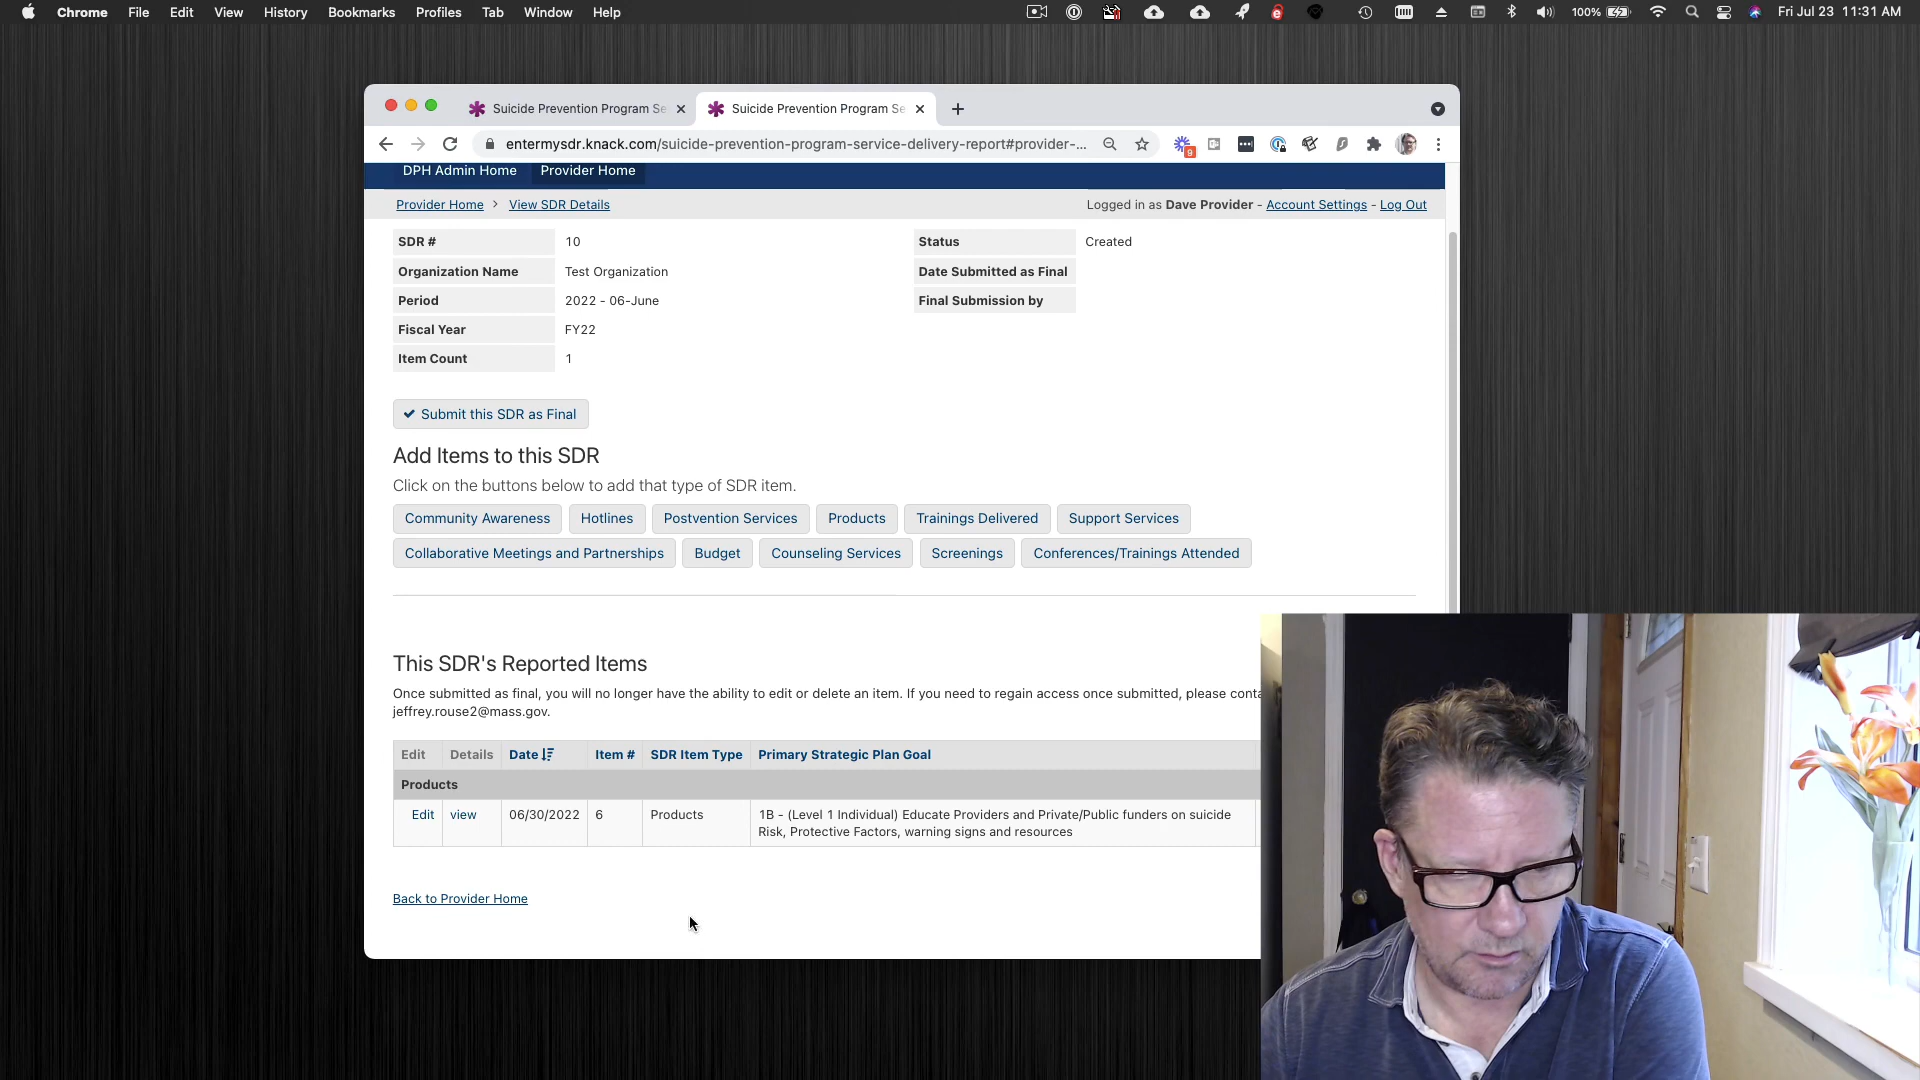 Chrome File Edit View History Bookmarks Profiles Tab Window Help 100% Fri Jul 23 11:31 AM
Suicide Prevention Program Se Suicide Prevention Program Se
entermysdr.knack.com/suicide-prevention-program-service-delivery-report#provider-... 9
DPH Admin Home Provider Home
Provider Home > View SDR Details Logged in as Dave Provider - Account Settings - Log Out
SDR # 10 Status Created
Organization Name Test Organization Date Submitted as Final
Period 2022 - 06-June Final Submission by
Fiscal Year FY22
Item Count 1
Submit this SDR as Final
Add Items to this SDR
Click on the buttons below to add that type of SDR item.
Community Awareness Hotlines Postvention Services Products Trainings Delivered Support Services
Collaborative Meetings and Partnerships Budget Counseling Services Screenings Conferences/Trainings Attended
This SDR's Reported Items
Once submitted as final, you will no longer have the ability to edit or delete an item. If you need to regain access once submitted, please conta
jeffrey.rouse2@mass.gov.
Edit Details Date Item # SDR Item Type Primary Strategic Plan Goal
Products
Edit view 06/30/2022 6 Products 1B - (Level 1 Individual) Educate Providers and Private/Public funders on suicide
Risk, Protective Factors, warning signs and resources
Back to Provider Home